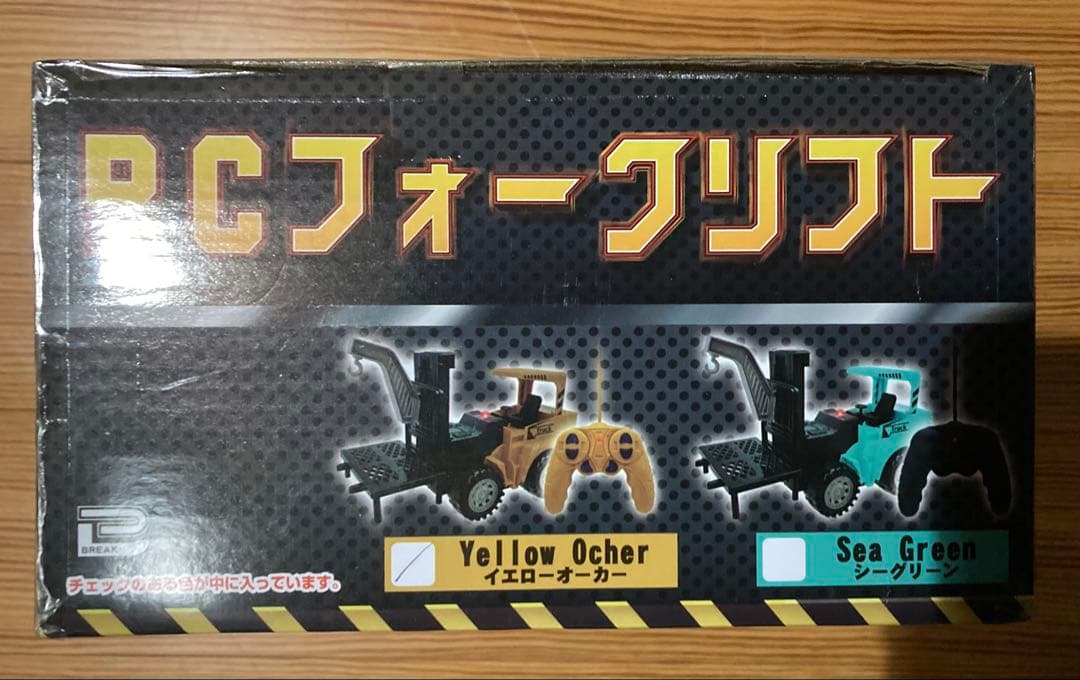 RCフォークリフト
BREAK
Yellow Ocher
イエローオーカー
Sea Green
シーグリーン
チェックのある色が中に入っています。